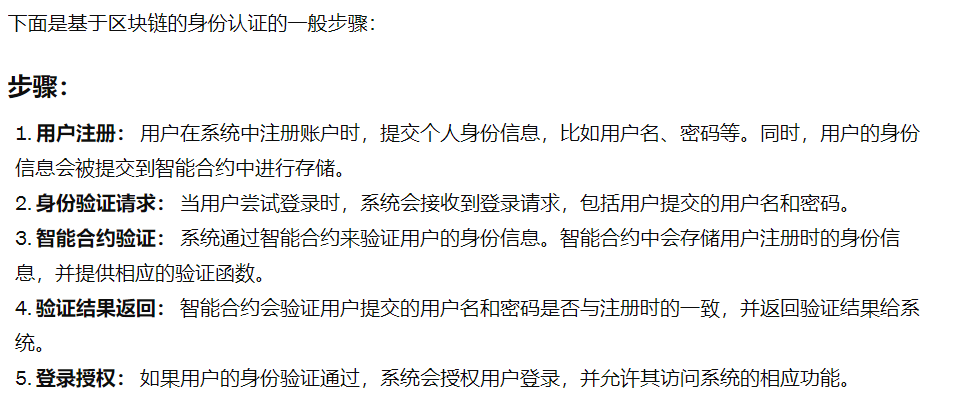 下面是基于区块链的身份认证的一般步骤：
步骤：
1. 用户注册： 用户在系统中注册账户时，提交个人身份信息，比如用户名、密码等。同时，用户的身份
信息会被提交到智能合约中进行存储。
2. 身份验证请求： 当用户尝试登录时，系统会接收到登录请求，包括用户提交的用户名和密码。
3. 智能合约验证： 系统通过智能合约来验证用户的身份信息。智能合约中会存储用户注册时的身份信
息，并提供相应的验证函数。
4. 验证结果返回： 智能合约会验证用户提交的用户名和密码是否与注册时的一致，并返回验证结果给系
统。
5. 登录授权： 如果用户的身份验证通过，系统会授权用户登录，并允许其访问系统的相应功能。